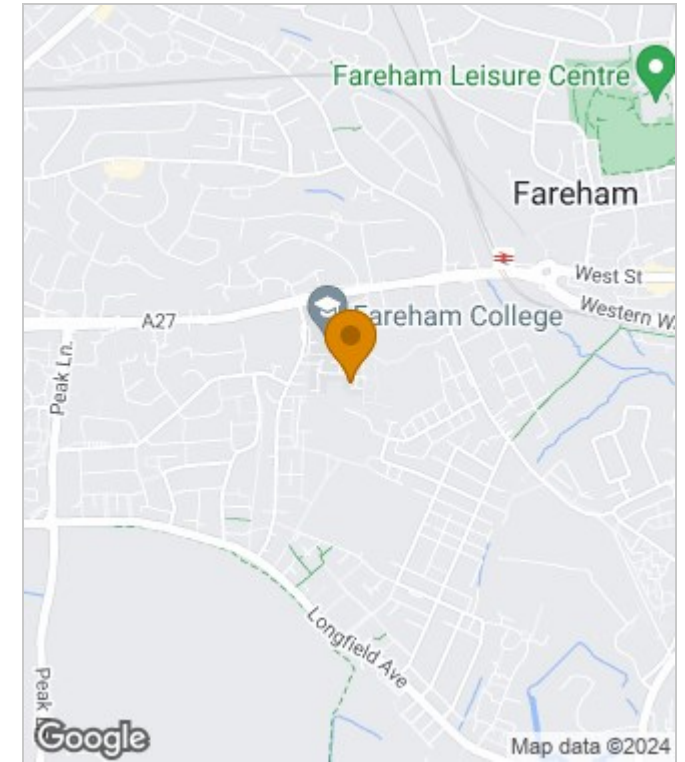 Fareham Leisure Centre
Fareham
West St
Western W
Fareham College
A27
Peak Ln.
Longfield Ave
Peak
Google
Map data ©2024